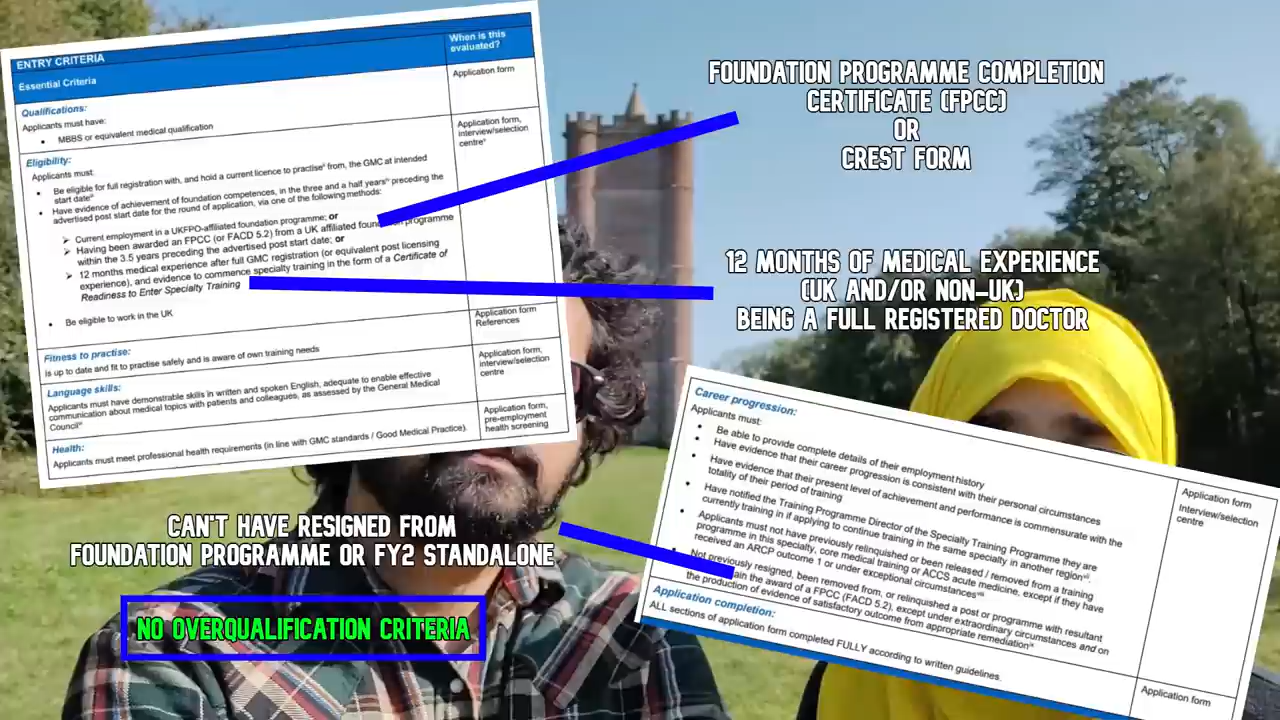 ENTRY CRITERIA
Essential Criteria
When is this
evaluated?
Qualifications:
Applicants must have:
• MBBS or equivalent medical qualification
Application form
Eligibility:
Applicants must:
• Be eligible for full registration with, and hold a current licence to practise from, the GMC at intended
start date
• Have evidence of achievement of foundation competences, in the three and a half years preceding the
advertised post start date for the round of application, via one of the following methods:
➢ Current employment in a UKFPO-affiliated foundation programme; or
➢ Having been awarded an FPCC (or FACD 5.2) from a UK affiliated foundation programme
within the 3.5 years preceding the advertised post start date; or
➢ 12 months medical experience after full GMC registration (or equivalent post licensing
experience), and evidence to commence specialty training in the form of a Certificate of
Readiness to Enter Specialty Training
• Be eligible to work in the UK
Application form,
interview/selection
centre
Fitness to practise:
Is up to date and fit to practise safely and is aware of own training needs
Application form
References
Language skills:
Applicants must have demonstrable skills in written and spoken English, adequate to enable effective
communication about medical topics with patients and colleagues, as assessed by the General Medical
Council
Application form,
interview/selection
centre
Health:
Applicants must meet professional health requirements (in line with GMC standards / Good Medical Practice).
Application form,
pre-employment
health screening
FOUNDATION PROGRAMME COMPLETION
CERTIFICATE (FPCC)
OR
CREST FORM
12 MONTHS OF MEDICAL EXPERIENCE
(UK AND/OR NON-UK)
BEING A FULL REGISTERED DOCTOR
Career progression:
Applicants must:
• Be able to provide complete details of their employment history
• Have evidence that their career progression is consistent with their personal circumstances
• Have evidence that their present level of achievement and performance is commensurate with the
totality of their period of training
• Have notified the Training Programme Director of the Specialty Training Programme they are
currently training in if applying to continue training in the same specialty in another region
• Applicants must not have previously relinquished or been released / removed from a training
programme in this specialty, core medical training or ACCS acute medicine, except if they have
received an ARCP outcome 1 or under exceptional circumstances
• Not previously resigned, been removed from, or relinquished a post or programme with resultant
the award of a FPCC (FACD 5.2), except under extraordinary circumstances and on
the production of evidence of satisfactory outcome from appropriate remediation
Application form
Interview/selection
centre
Application completion:
ALL sections of application form completed FULLY according to written guidelines.
Application form
CAN'T HAVE RESIGNED FROM
FOUNDATION PROGRAMME OR FY2 STANDALONE
NO OVERQUALIFICATION CRITERIA